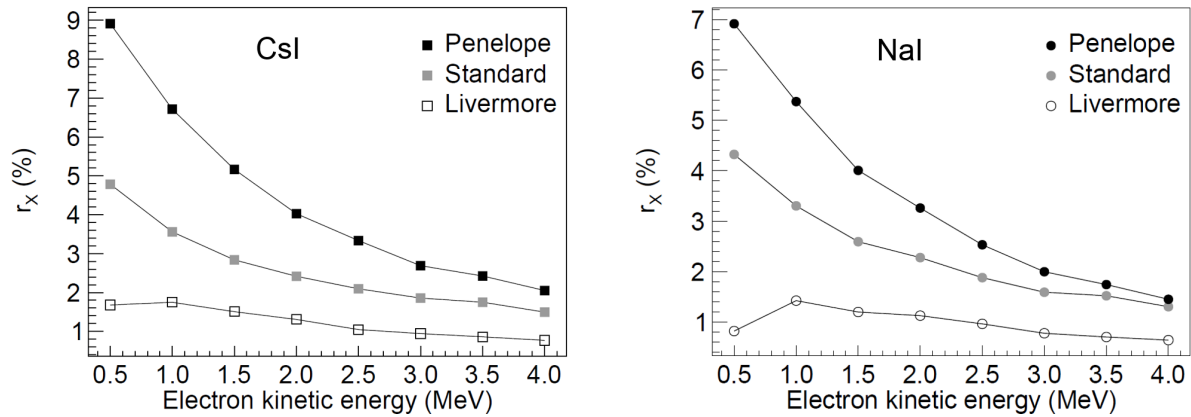 CsI
Penelope
Standard
Livermore
r_x (%)
9
8
7
6
5
4
3
2
1
0.5 1.0 1.5 2.0 2.5 3.0 3.5 4.0
Electron kinetic energy (MeV)
NaI
Penelope
Standard
Livermore
r_x (%)
7
6
5
4
3
2
1
0.5 1.0 1.5 2.0 2.5 3.0 3.5 4.0
Electron kinetic energy (MeV)